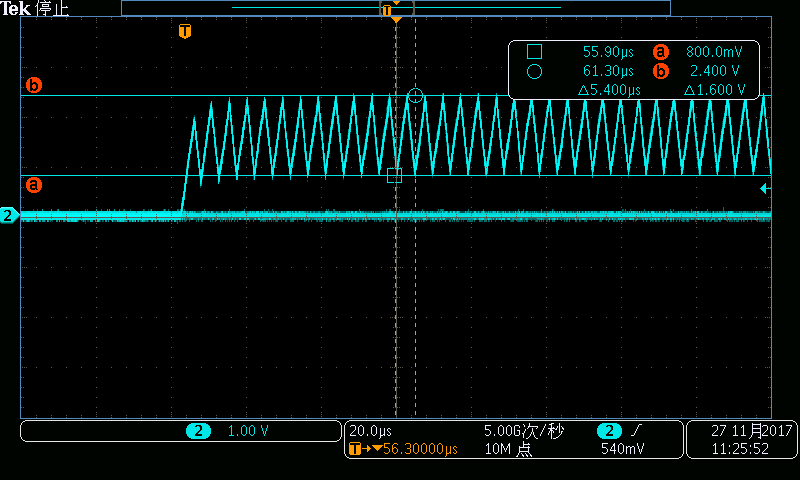 Tek 停止
T
T
55.90μs a 800.0mV
61.30μs b 2.400 V
△5.400μs △1.600 V
b
a
2
2 1.00 V
20.0μs 5.00G次/秒 2 540mV
T→▼56.30000μs 10M 点
27 11月2017
11:25:52